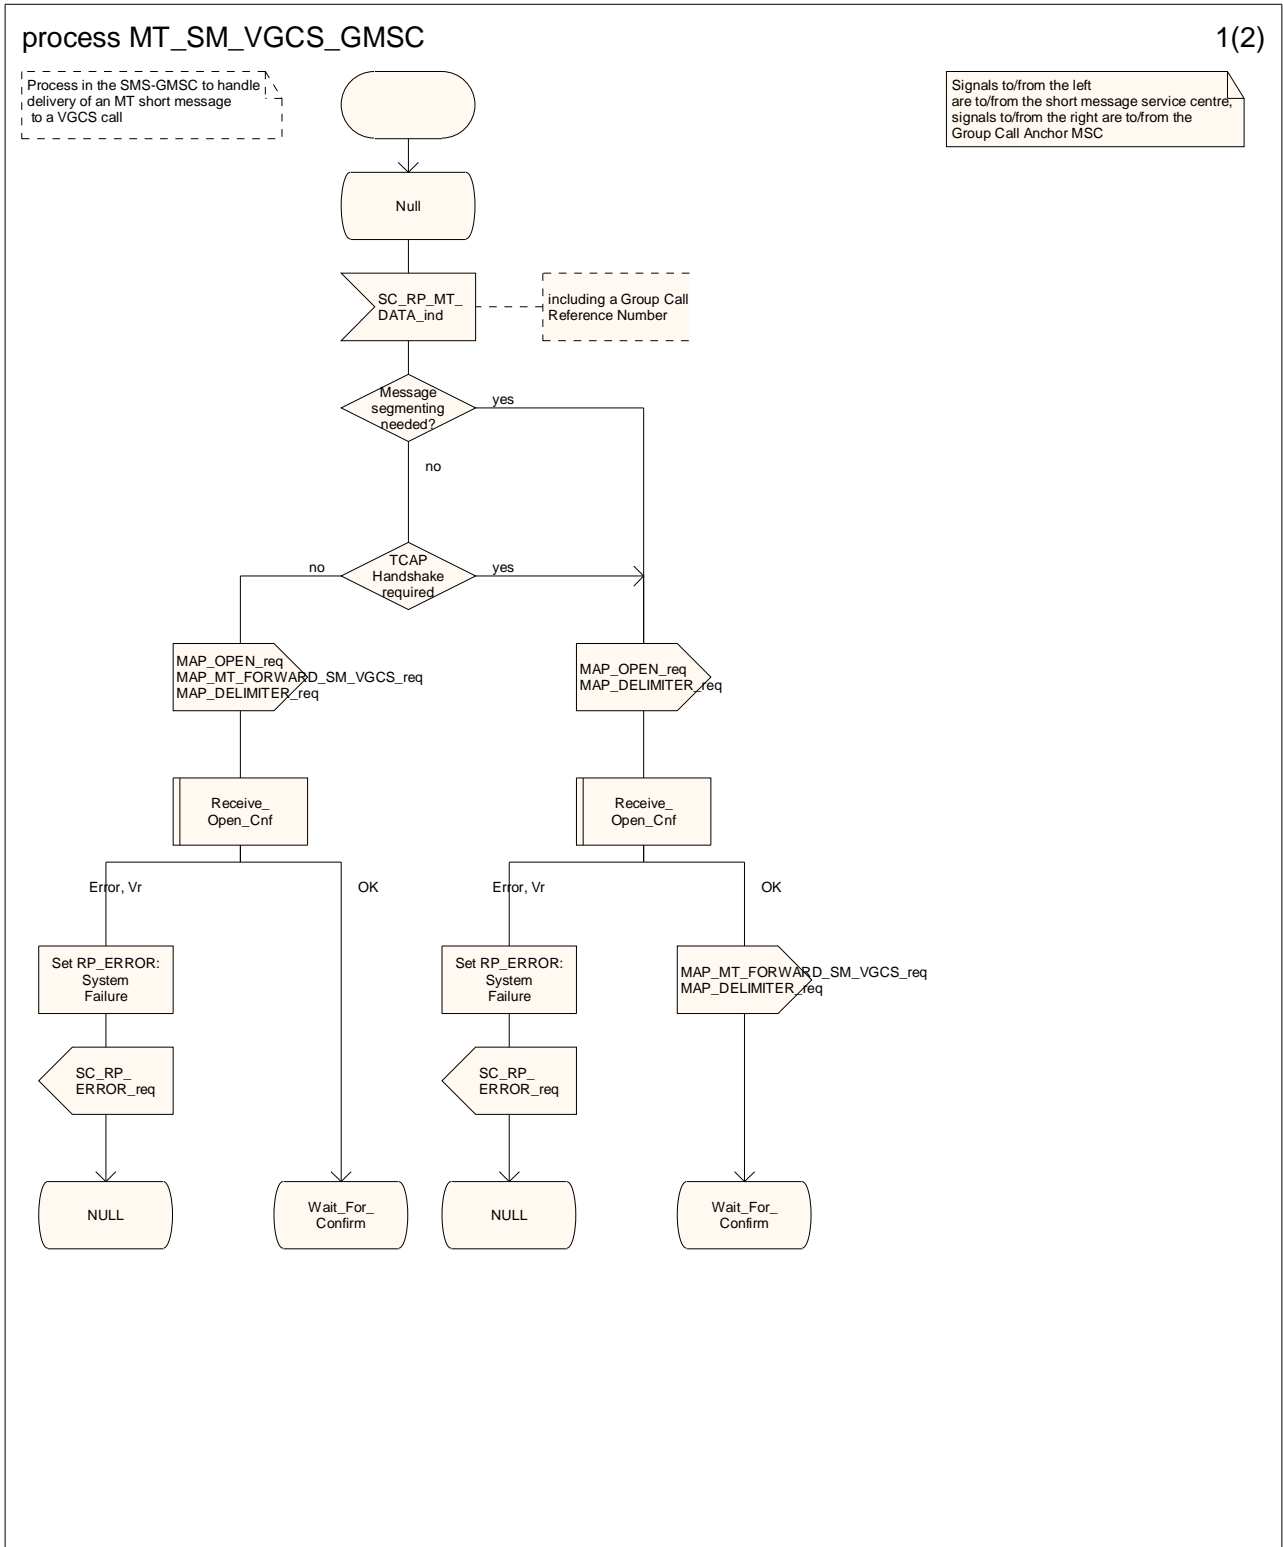 process MT_SM_VGCS_GMSC
1(2)
Process in the SMS-GMSC to handle
delivery of an MT short message
to a VGCS call
Signals to/from the left
are to/from the short message service centre,
signals to/from the right are to/from the
Group Call Anchor MSC
Null
SC_RP_MT_
DATA_ind
including a Group Call
Reference Number
Message
segmenting
needed?
yes
no
TCAP
Handshake
required
no
yes
MAP_OPEN_req
MAP_MT_FORWARD_SM_VGCS_req
MAP_DELIMITER_req
MAP_OPEN_req
MAP_DELIMITER_req
Receive_
Open_Cnf
Receive_
Open_Cnf
Error, Vr
OK
Error, Vr
OK
Set RP_ERROR:
System
Failure
Set RP_ERROR:
System
Failure
MAP_MT_FORWARD_SM_VGCS_req
MAP_DELIMITER_req
SC_RP_
ERROR_req
SC_RP_
ERROR_req
NULL
Wait_For_
Confirm
NULL
Wait_For_
Confirm